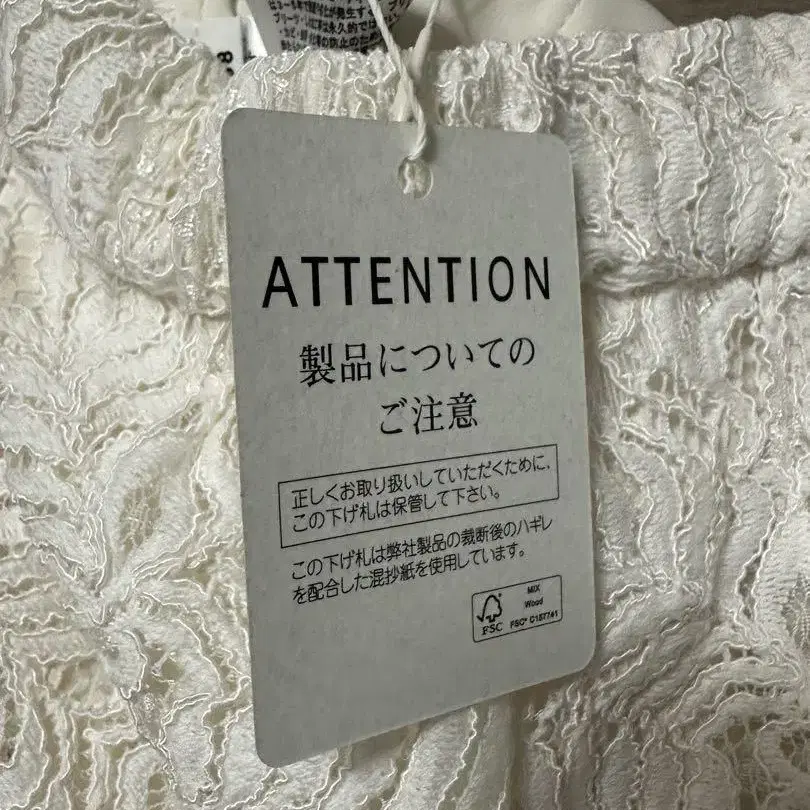 ATTENTION
製品についての
ご注意
正しくお取り扱いしていただくために、
この下げ札は保管して下さい。
この下げ札は弊社製品の裁断後のハギレ
を配合した混抄紙を使用しています。
FSC
MIX
Wood
FSC® C157741